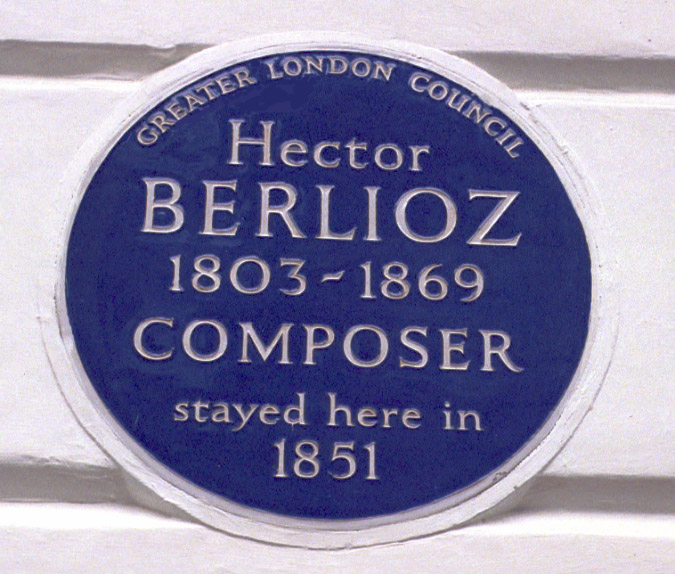 GREATER LONDON COUNCIL
Hector
BERLIOZ
1803-1869
COMPOSER
stayed here in
1851